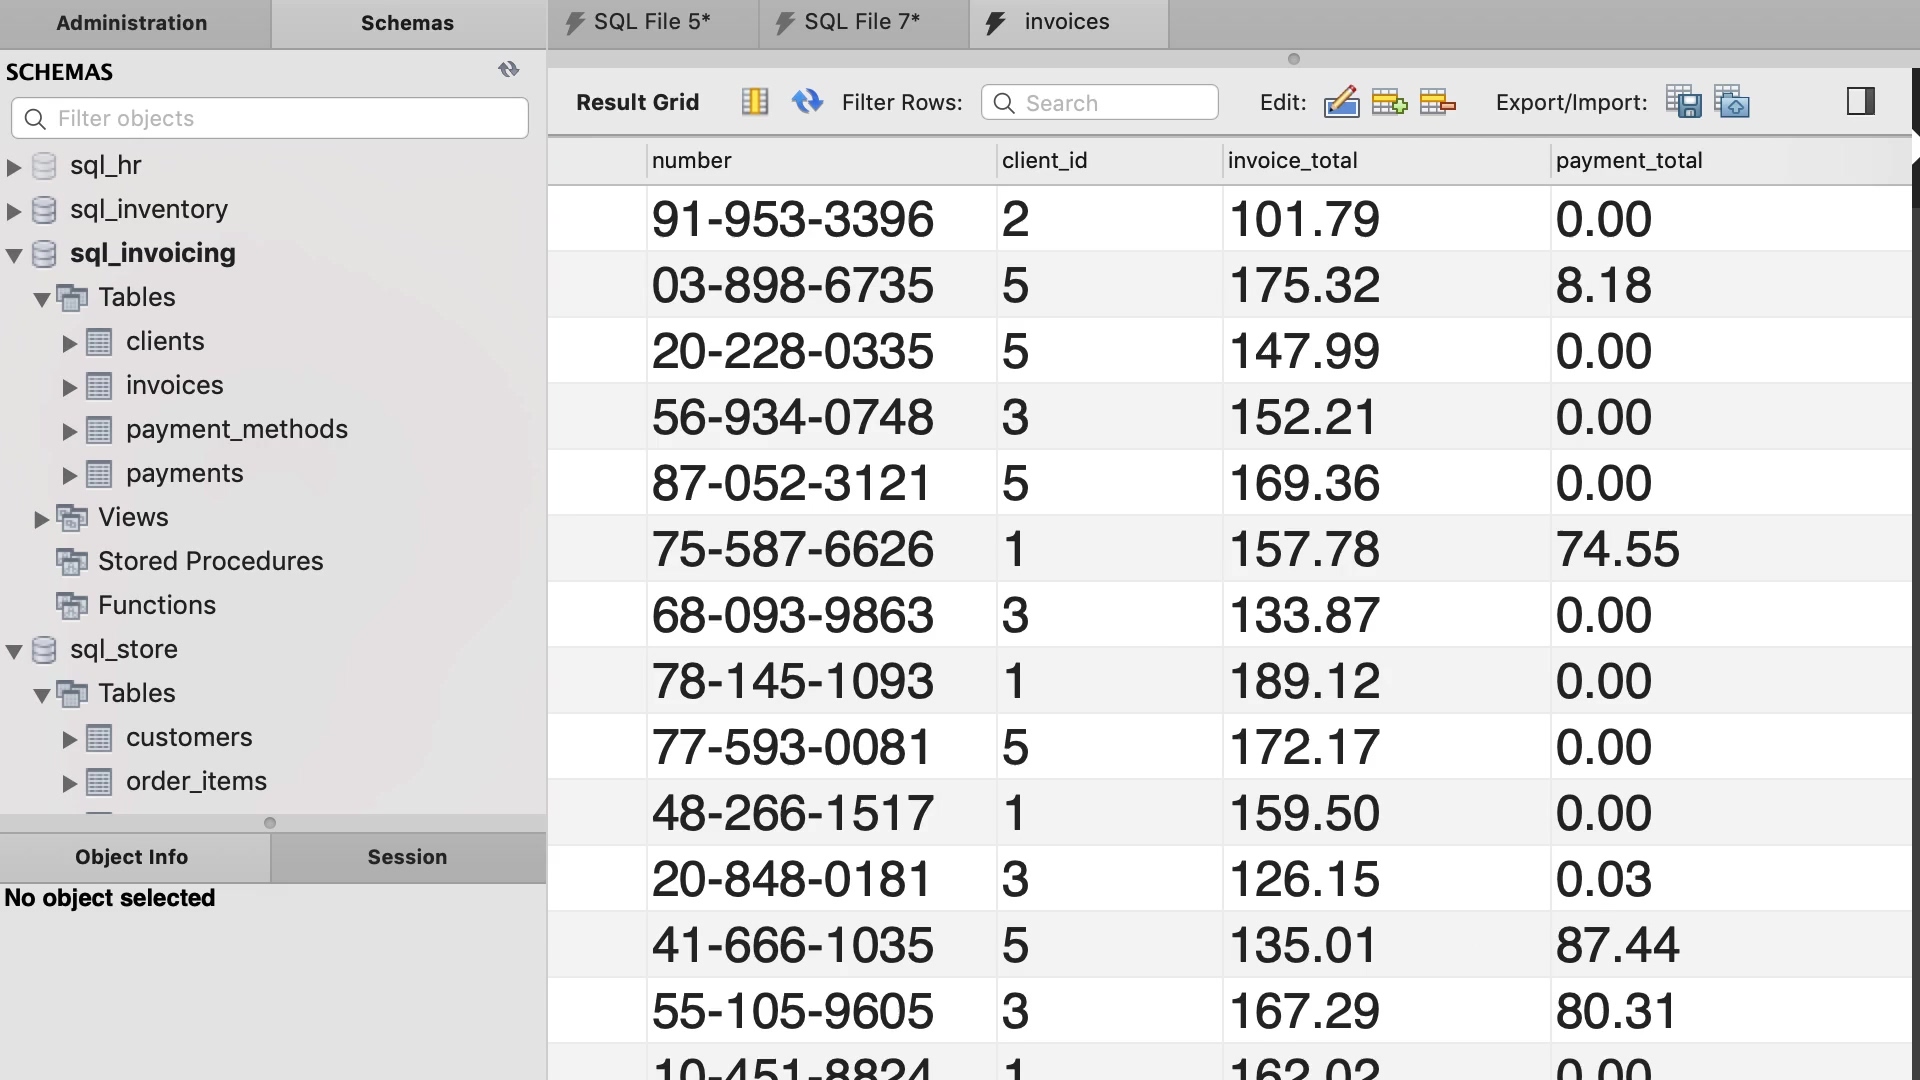 Administration
Schemas
SQL File 5*
SQL File 7*
invoices
SCHEMAS
Filter objects
sql_hr
sql_inventory
sql_invoicing
Tables
clients
invoices
payment_methods
payments
Views
Stored Procedures
Functions
sql_store
Tables
customers
order_items
Object Info
Session
No object selected
Result Grid
Filter Rows:
Search
Edit:
Export/Import:
number client_id invoice_total payment_total
91-953-3396 2 101.79 0.00
03-898-6735 5 175.32 8.18
20-228-0335 5 147.99 0.00
56-934-0748 3 152.21 0.00
87-052-3121 5 169.36 0.00
75-587-6626 1 157.78 74.55
68-093-9863 3 133.87 0.00
78-145-1093 1 189.12 0.00
77-593-0081 5 172.17 0.00
48-266-1517 1 159.50 0.00
20-848-0181 3 126.15 0.03
41-666-1035 5 135.01 87.44
55-105-9605 3 167.29 80.31
10-451-8824 1 162.02 0.00